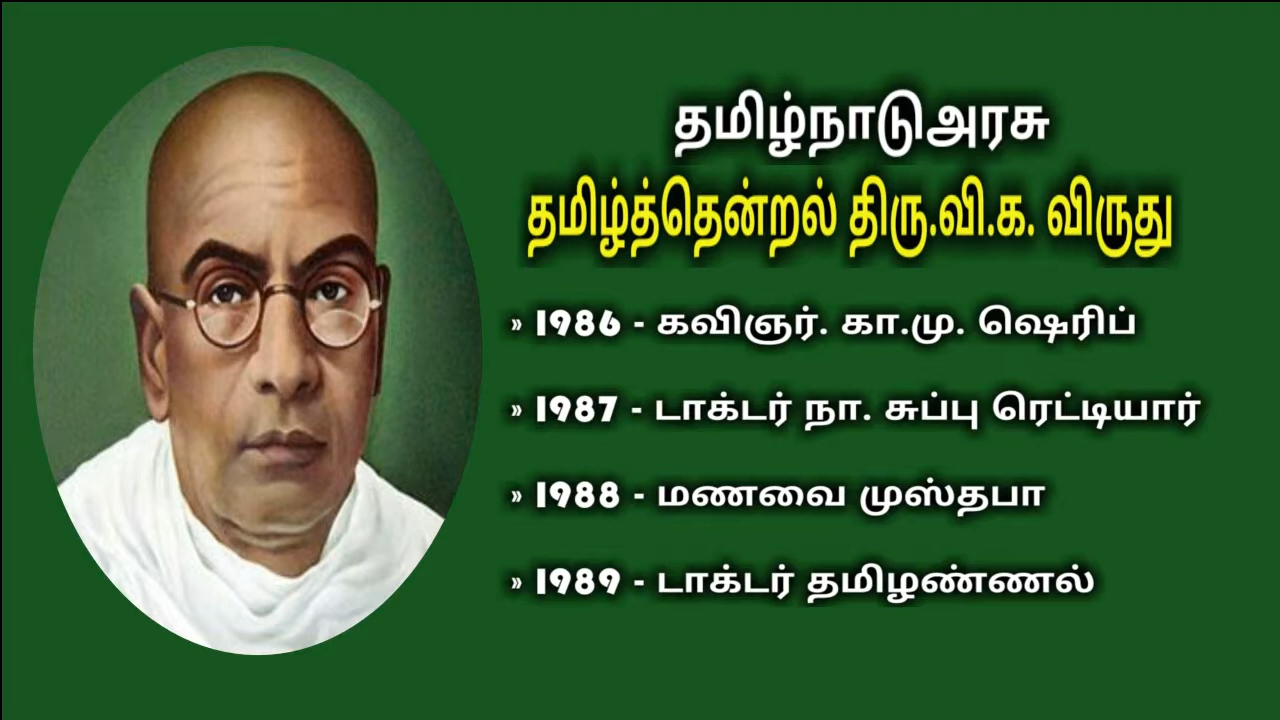 தமிழ்நாடுஅரசு
தமிழ்த்தென்றல் திரு.வி.க. விருது
» 1986 - கவிஞர். கா.மு. ஷெரிப்
» 1987 - டாக்டர் நா. சுப்பு ரெட்டியார்
» 1988 - மணவை முஸ்தபா
» 1989 - டாக்டர் தமிழண்ணல்